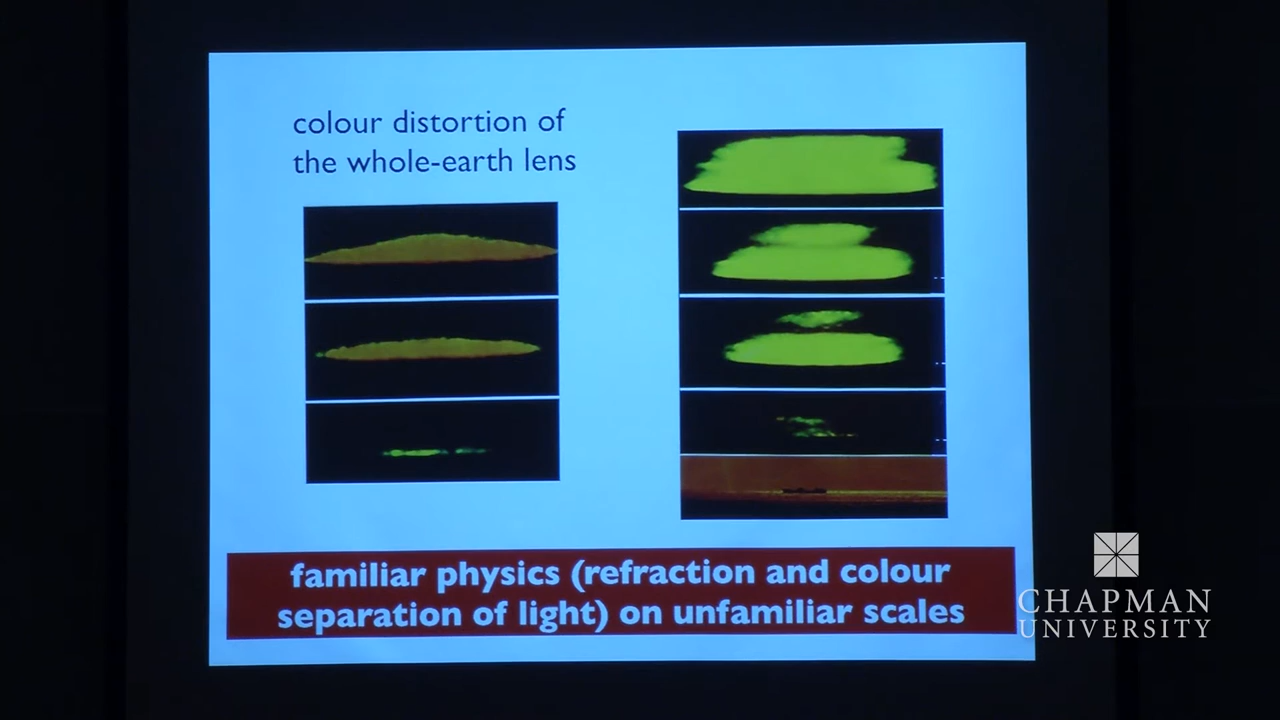 colour distortion of
the whole-earth lens
familiar physics (refraction and colour
separation of light) on unfamiliar scales
CHAPMAN
UNIVERSITY